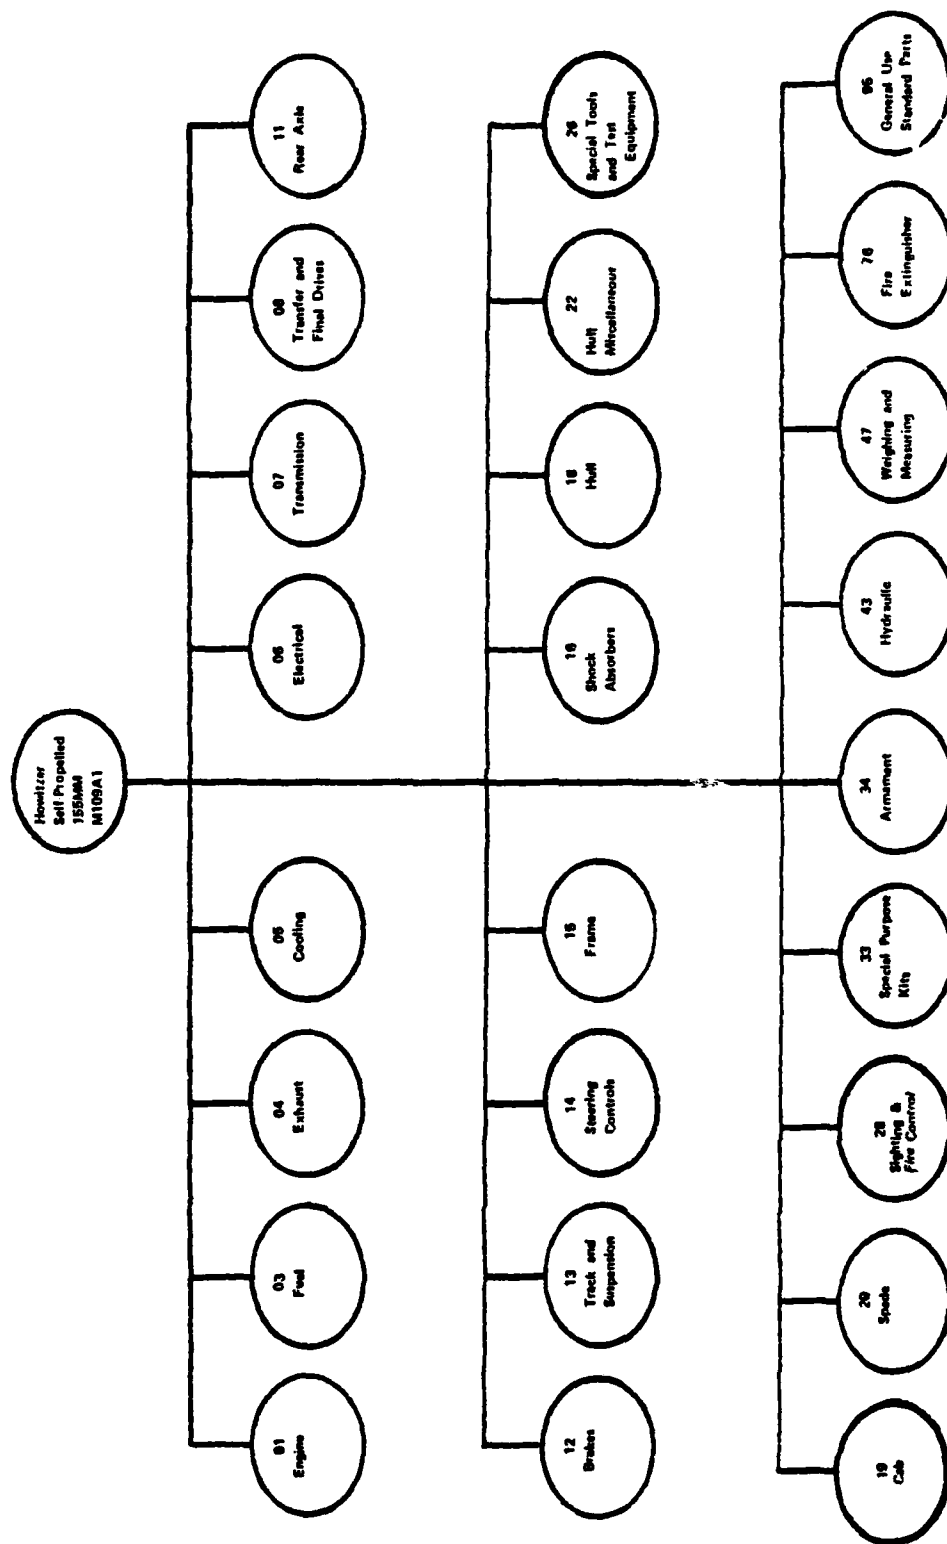 Howitzer
Self Propelled
155MM
M109A1
01
Engine
03
Fuel
04
Exhaust
05
Cooling
06
Electrical
07
Transmission
08
Transfer and
Final Drives
11
Rear Axle
12
Brakes
13
Track and
Suspension
14
Steering
Controls
15
Frame
16
Shock
Absorbers
18
Hull
22
Hull
Miscellaneous
26
Special Tools
and Test
Equipment
19
Cab
20
Spade
28
Sighting &
Fire Control
33
Special Purpose
Kits
34
Armament
43
Hydraulic
47
Weighing and
Measuring
76
Fire
Extinguisher
95
General Use
Standard Parts